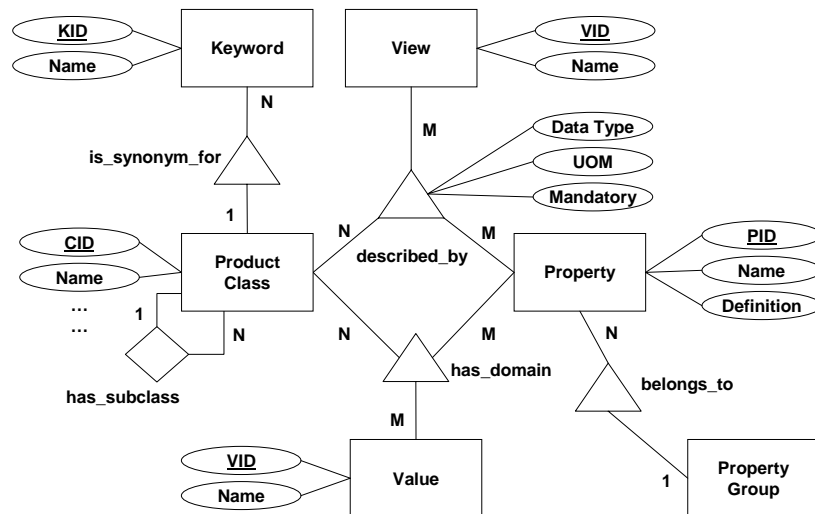 KID
Name
Keyword
View
VID
Name
N
M
Data Type
UOM
Mandatory
is_synonym_for
1
N
M
CID
Name
…
…
Product
Class
described_by
Property
PID
Name
Definition
1
N
N
M
N
has_subclass
has_domain
belongs_to
M
VID
Name
Value
1
Property
Group